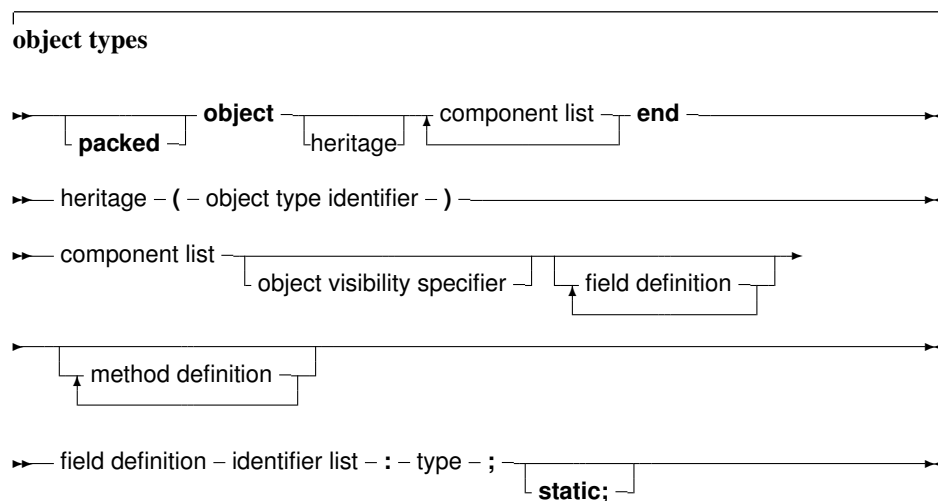 object types
object component list end
packed heritage
heritage ( object type identifier )
component list
object visibility specifier field definition
method definition
field definition identifier list : type ;
static;